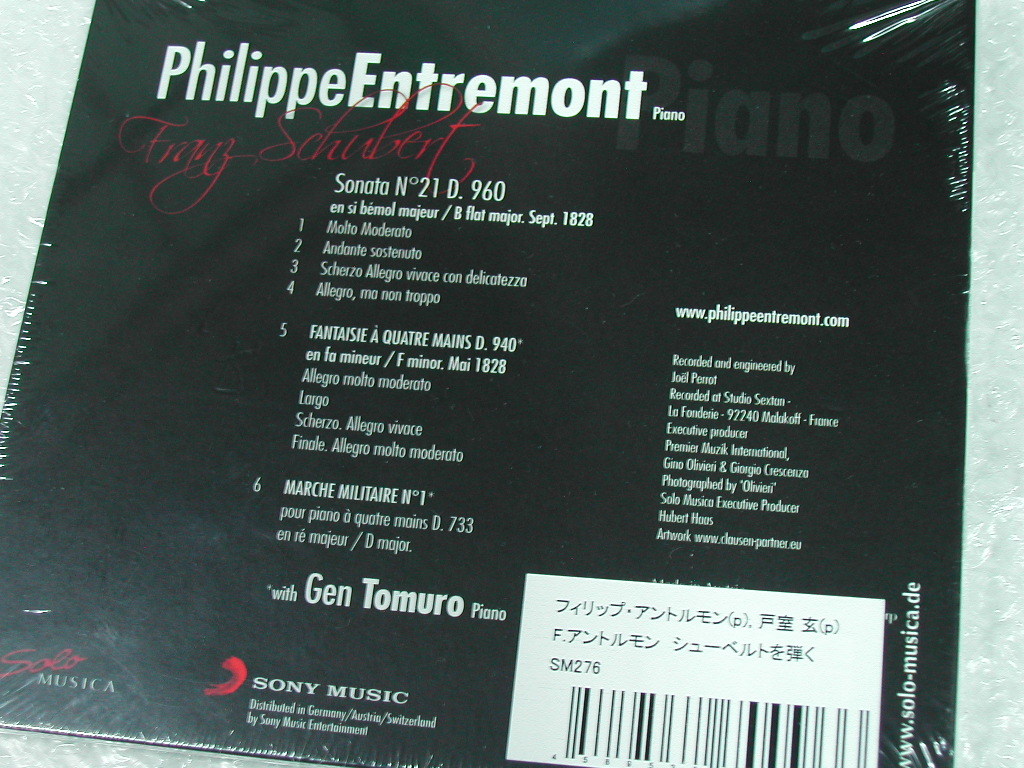 PhilippeEntremont Piano
Piano
Franz Schubert
Sonata N°21 D. 960
en si bémol majeur / B flat major. Sept. 1828
1 Molto Moderato
2 Andante sostenuto
3 Scherzo Allegro vivace con delicatezza
4 Allegro, ma non troppo
5 FANTAISIE À QUATRE MAINS D. 940*
en fa mineur / F minor. Mai 1828
Allegro molto moderato
Largo
Scherzo. Allegro vivace
Finale. Allegro molto moderato
6 MARCHE MILITAIRE N°1*
pour piano à quatre mains D. 733
en ré majeur / D major.
*with Gen Tomuro Piano
www.philippeentremont.com
Recorded and engineered by
Joël Perrot
Recorded at Studio Sextan -
La Fonderie - 92240 Malakoff - France
Executive producer
Premier Muzik International,
Gino Olivieri & Giorgio Crescenza
Photographed by "Olivieri"
Solo Musica Executive Producer
Hubert Haas
Artwork www.clausen-partner.eu
フィリップ・アントルモン(p). 戸室 玄(p)
F.アントルモン シューベルトを弾く
SM276
www.solo-musica.de
Solo
MUSICA
SONY MUSIC
Distributed in Germany/Austria/Switzerland
by Sony Music Entertainment